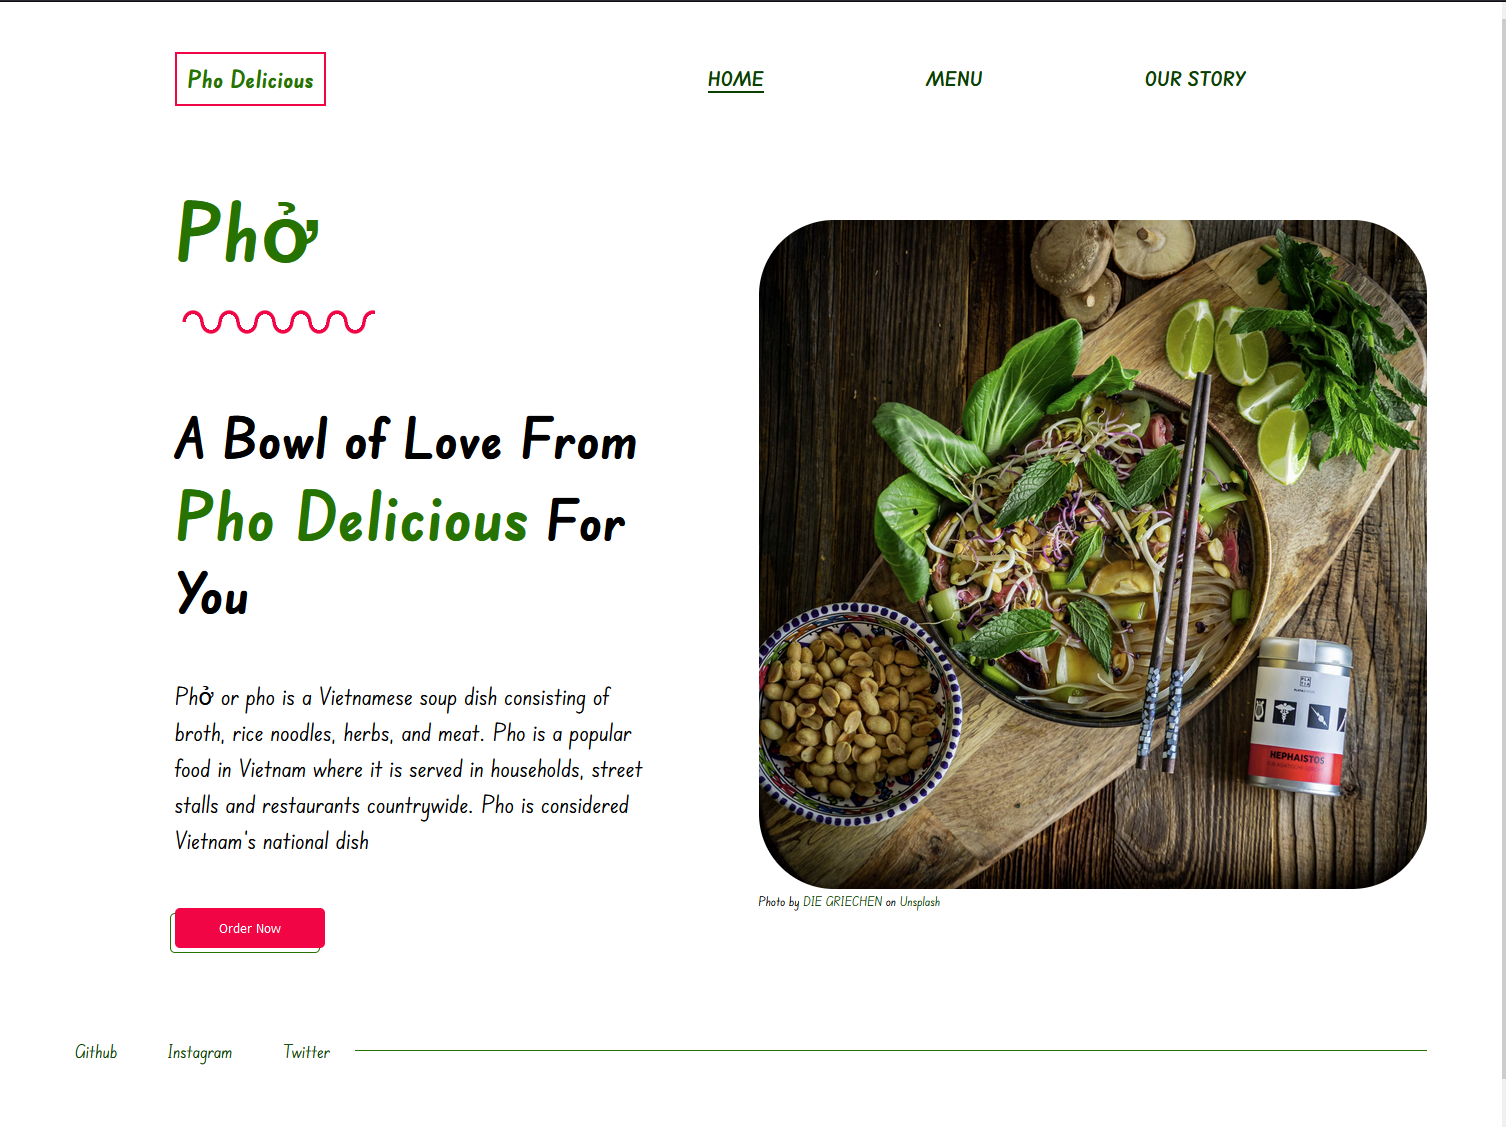 Pho Delicious
HOME
MENU
OUR STORY
Phở
A Bowl of Love From
Pho Delicious For
You
Phở or pho is a Vietnamese soup dish consisting of
broth, rice noodles, herbs, and meat. Pho is a popular
food in Vietnam where it is served in households, street
stalls and restaurants countrywide. Pho is considered
Vietnam's national dish
Order Now
HEPHAISTOS
Photo by DIE GRIECHEN on Unsplash
Github
Instagram
Twitter